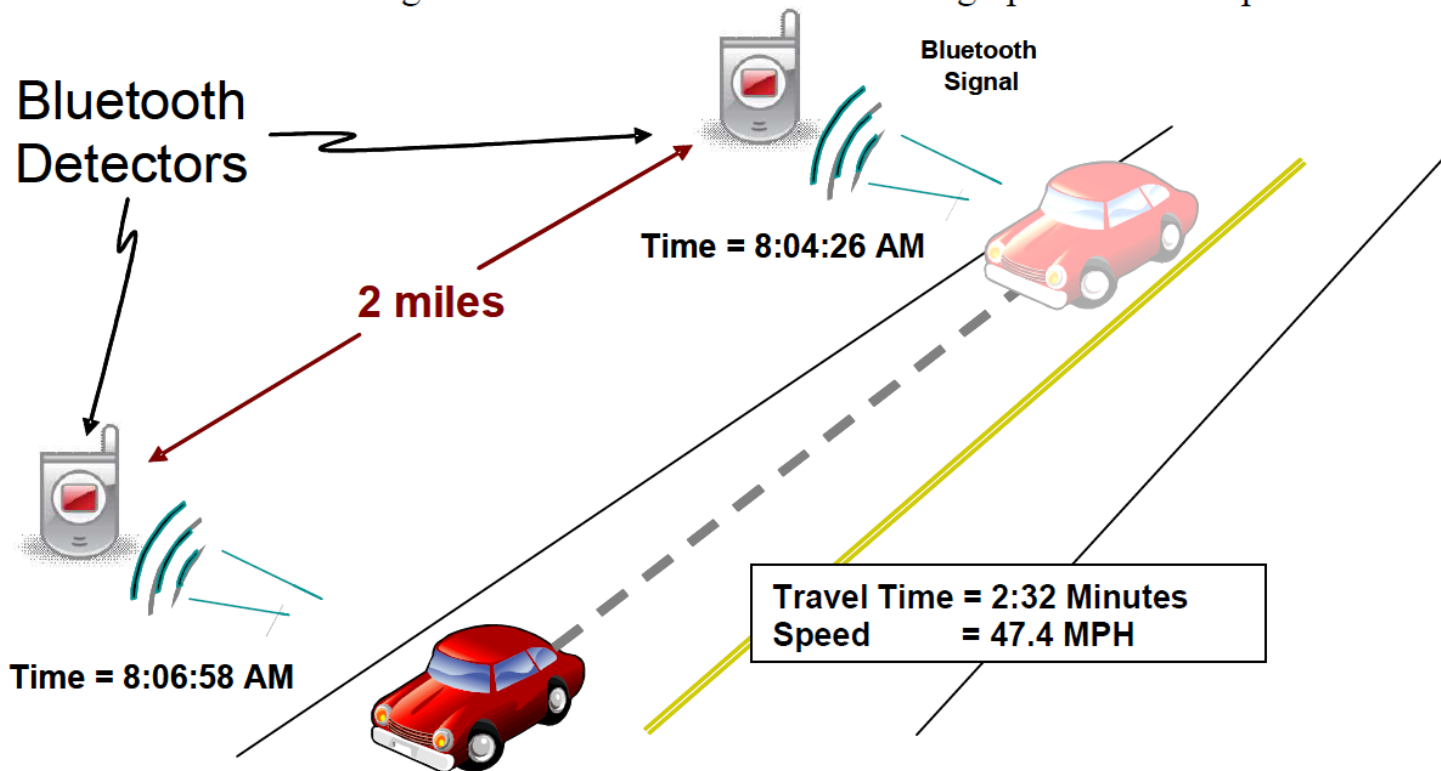 Bluetooth
Detectors
Bluetooth
Signal
Time = 8:04:26 AM
2 miles
Travel Time = 2:32 Minutes
Speed = 47.4 MPH
Time = 8:06:58 AM